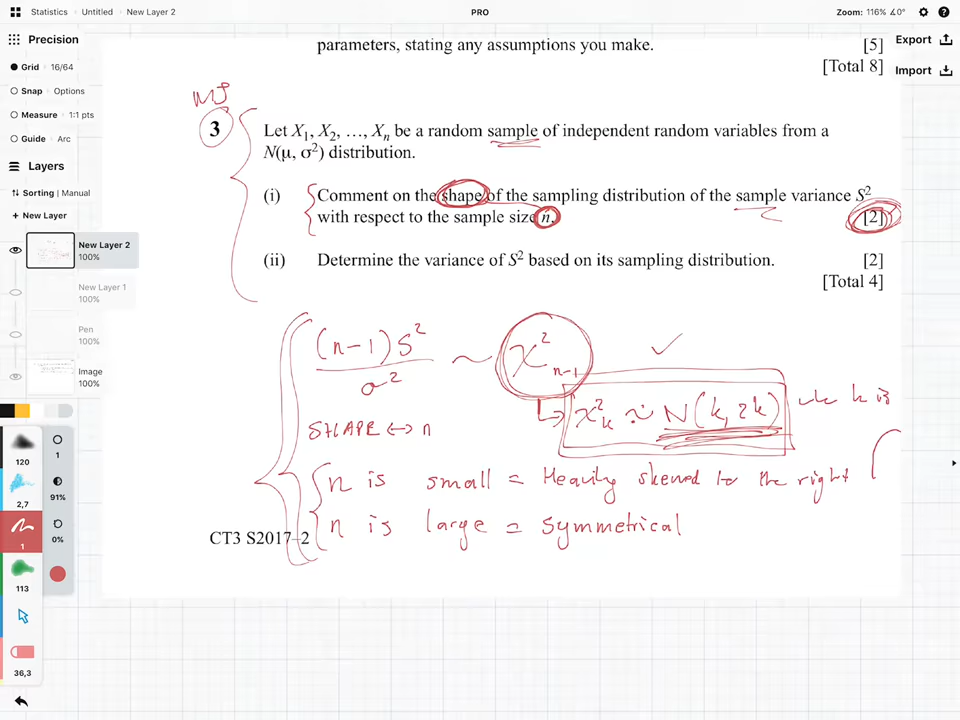 Statistics › Untitled › New Layer 2
PRO
Zoom: 116% ∡0°
Precision
Export
Import
Grid · 16/64
Snap · Options
Measure · 1:1 pts
Guide · Arc
Layers
Sorting | Manual
+ New Layer
New Layer 2
100%
New Layer 1
100%
Pen
100%
Image
100%
120
1
2,7
91%
1
0%
113
36,3
parameters, stating any assumptions you make. [5]
[Total 8]
3 Let X₁, X₂, …, Xₙ be a random sample of independent random variables from a
N(μ, σ²) distribution.
(i) Comment on the shape of the sampling distribution of the sample variance S²
with respect to the sample size n. [2]
(ii) Determine the variance of S² based on its sampling distribution. [2]
[Total 4]
(n-1)S²/σ² ~ χ²ₙ₋₁
↳ χ²ₖ ∻ N(k, 2k) k is
SHAPE ↔ n
n is small = Heavily skewed to the right (
n is large = symmetrical
CT3 S2017–2